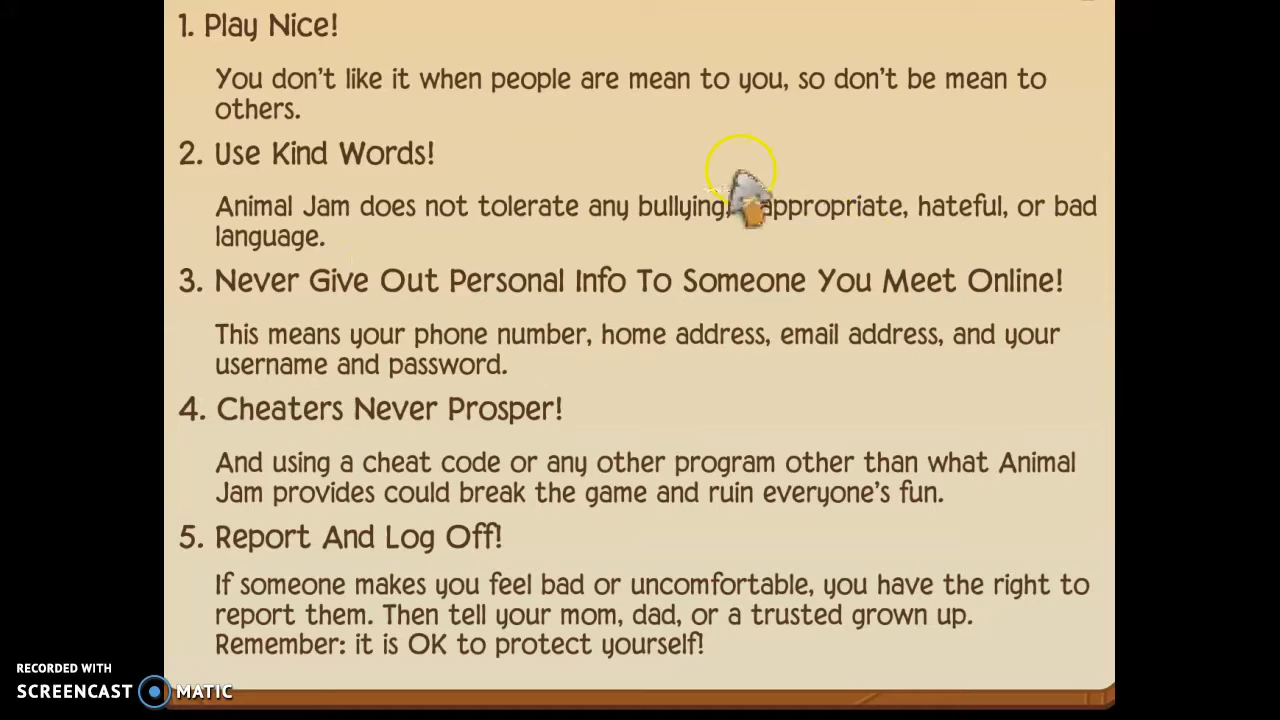 1. Play Nice!
You don't like it when people are mean to you, so don't be mean to
others.
2. Use Kind Words!
Animal Jam does not tolerate any bullying, appropriate, hateful, or bad
language.
3. Never Give Out Personal Info To Someone You Meet Online!
This means your phone number, home address, email address, and your
username and password.
4. Cheaters Never Prosper!
And using a cheat code or any other program other than what Animal
Jam provides could break the game and ruin everyone's fun.
5. Report And Log Off!
If someone makes you feel bad or uncomfortable, you have the right to
report them. Then tell your mom, dad, or a trusted grown up.
Remember: it is OK to protect yourself!
RECORDED WITH
SCREENCAST MATIC